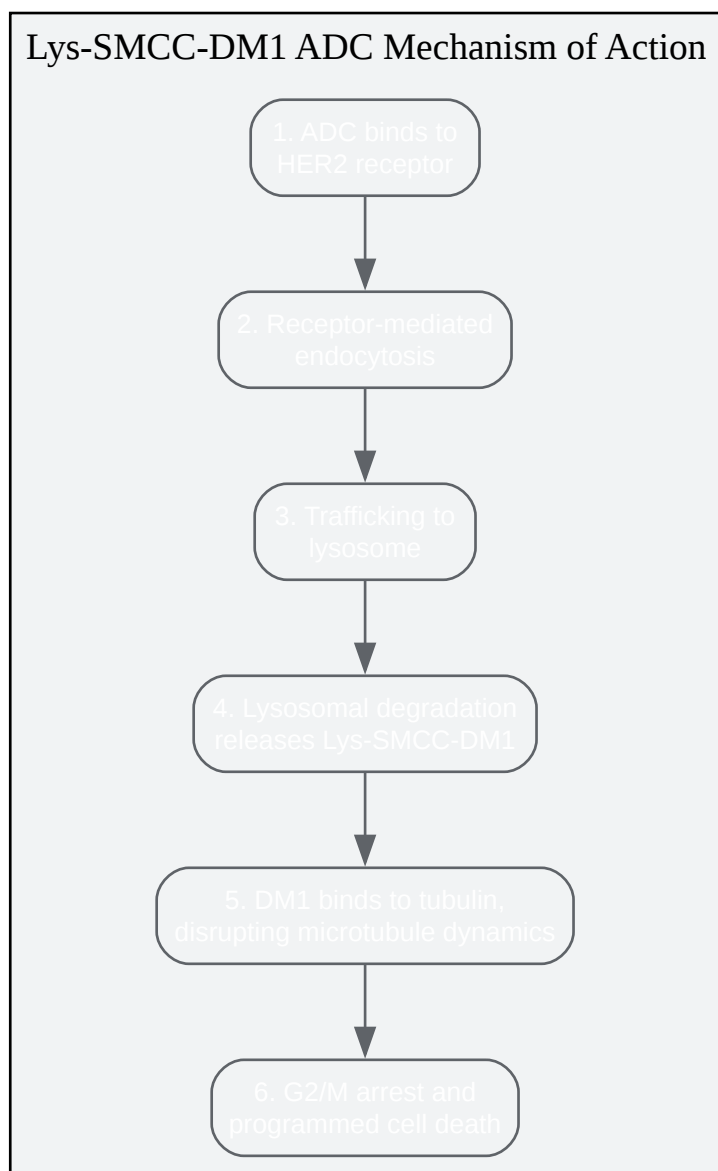 Lys-SMCC-DM1 ADC Mechanism of Action
1. ADC binds to
HER2 receptor
2. Receptor-mediated
endocytosis
3. Trafficking to
lysosome
4. Lysosomal degradation
releases Lys-SMCC-DM1
5. DM1 binds to tubulin,
disrupting microtubule dynamics
6. G2/M arrest and
programmed cell death